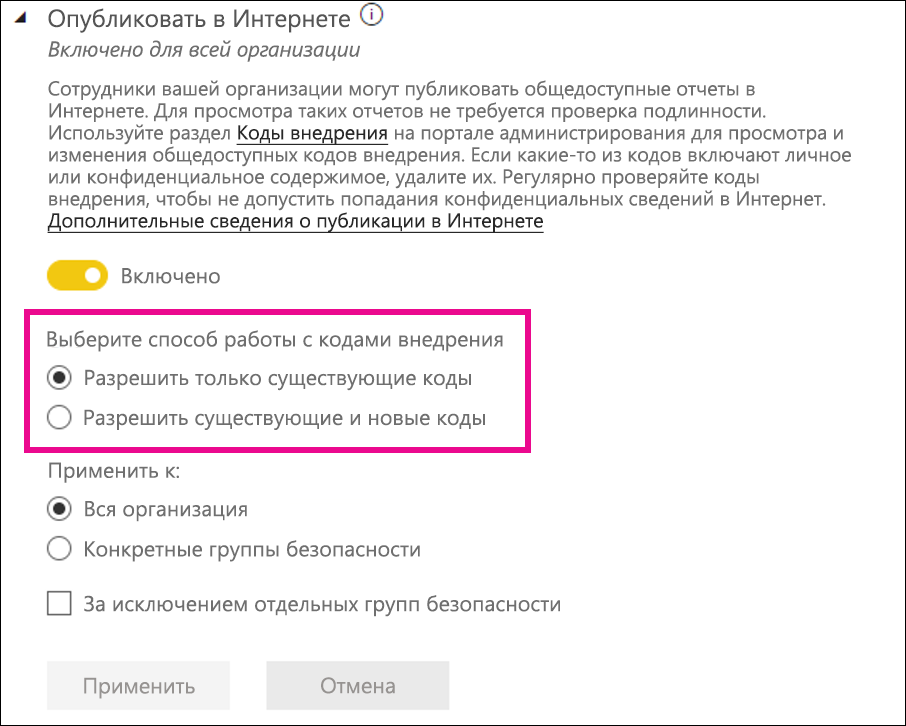 Опубликовать в Интернете
Включено для всей организации
Сотрудники вашей организации могут публиковать общедоступные отчеты в
Интернете. Для просмотра таких отчетов не требуется проверка подлинности.
Используйте раздел Коды внедрения на портале администрирования для просмотра и
изменения общедоступных кодов внедрения. Если какие-то из кодов включают личное
или конфиденциальное содержимое, удалите их. Регулярно проверяйте коды
внедрения, чтобы не допустить попадания конфиденциальных сведений в Интернет.
Дополнительные сведения о публикации в Интернете
Включено
Выберите способ работы с кодами внедрения
Разрешить только существующие коды
Разрешить существующие и новые коды
Применить к:
Вся организация
Конкретные группы безопасности
За исключением отдельных групп безопасности
Применить
Отмена